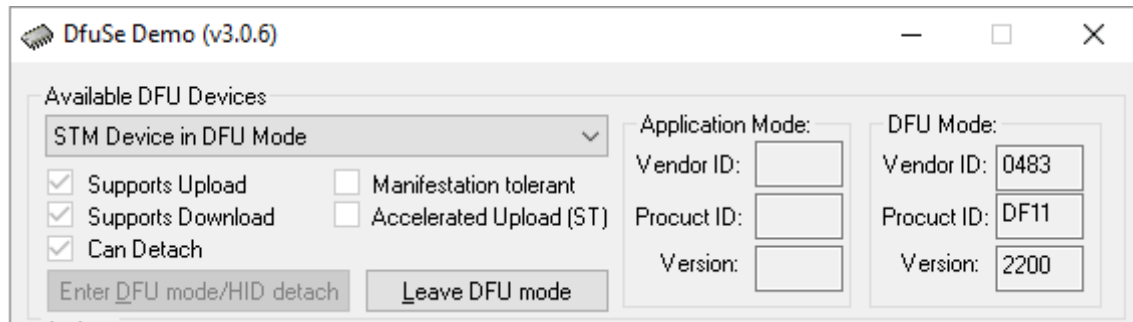 DfuSe Demo (v3.0.6)
Available DFU Devices
STM Device in DFU Mode
Supports Upload
Manifestation tolerant
Supports Download
Accelerated Upload (ST)
Can Detach
Enter DFU mode/HID detach
Leave DFU mode
Application Mode:
Vendor ID:
Procuct ID:
Version:
DFU Mode:
Vendor ID: 0483
Procuct ID: DF11
Version: 2200